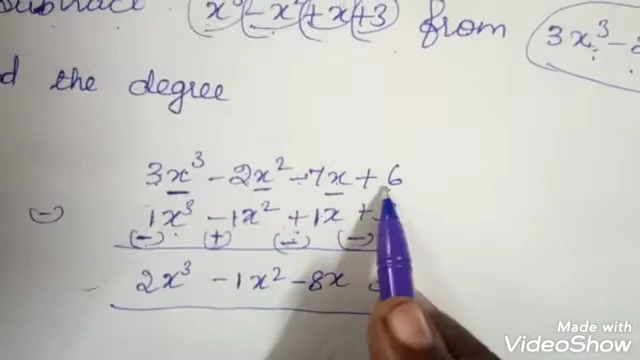 subtract x³ - x² + x + 3 from 3x³ -
the degree
3x³ - 2x² - 7x + 6
(-) 1x³ - 1x² + 1x +
(-) (+) (-) (-)
2x³ - 1x² - 8x
Made with
VideoShow